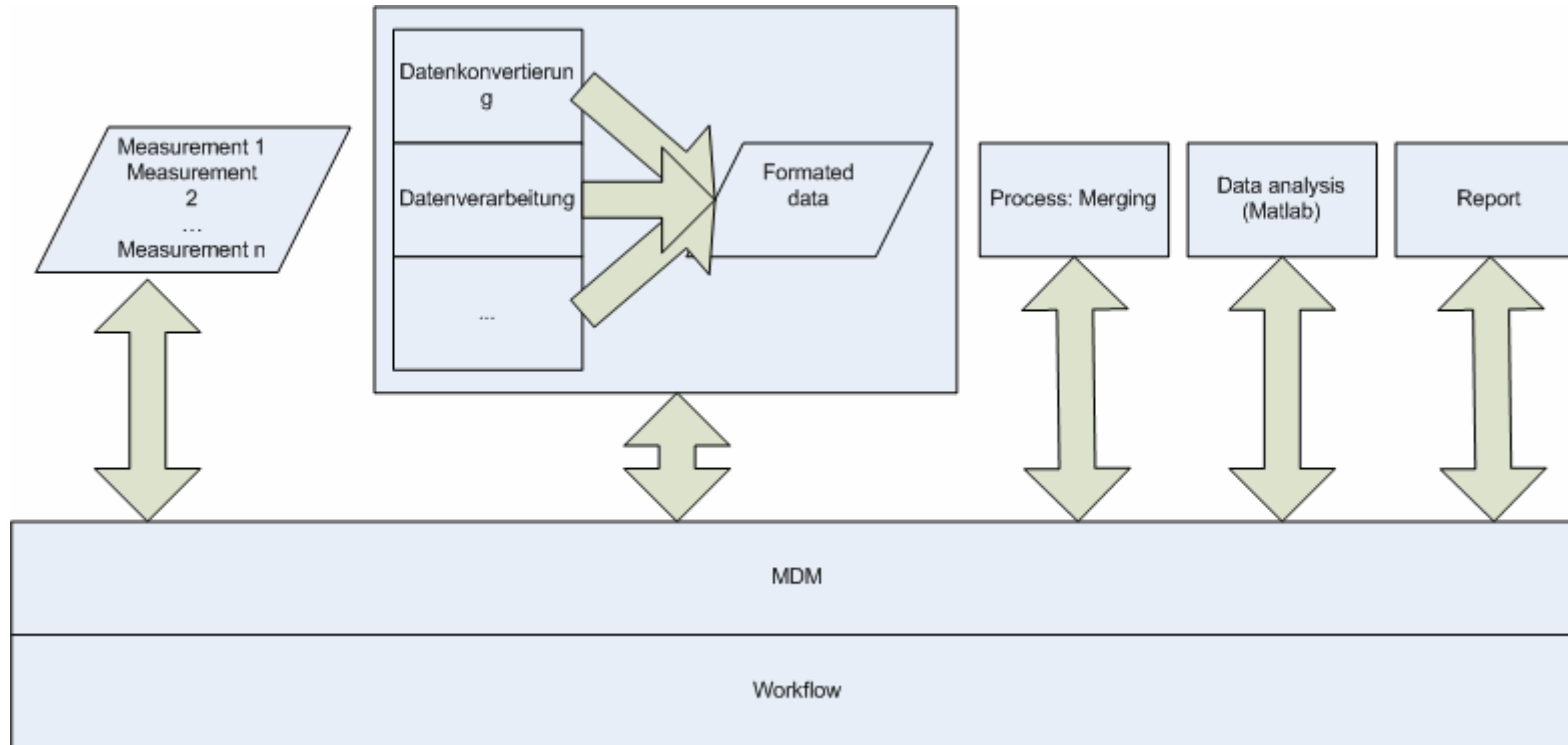 Measurement 1
Measurement
2
...
Measurement n
Datenkonvertierun
g
Datenverarbeitung
...
Formated
data
Process: Merging
Data analysis
(Matlab)
Report
MDM
Workflow